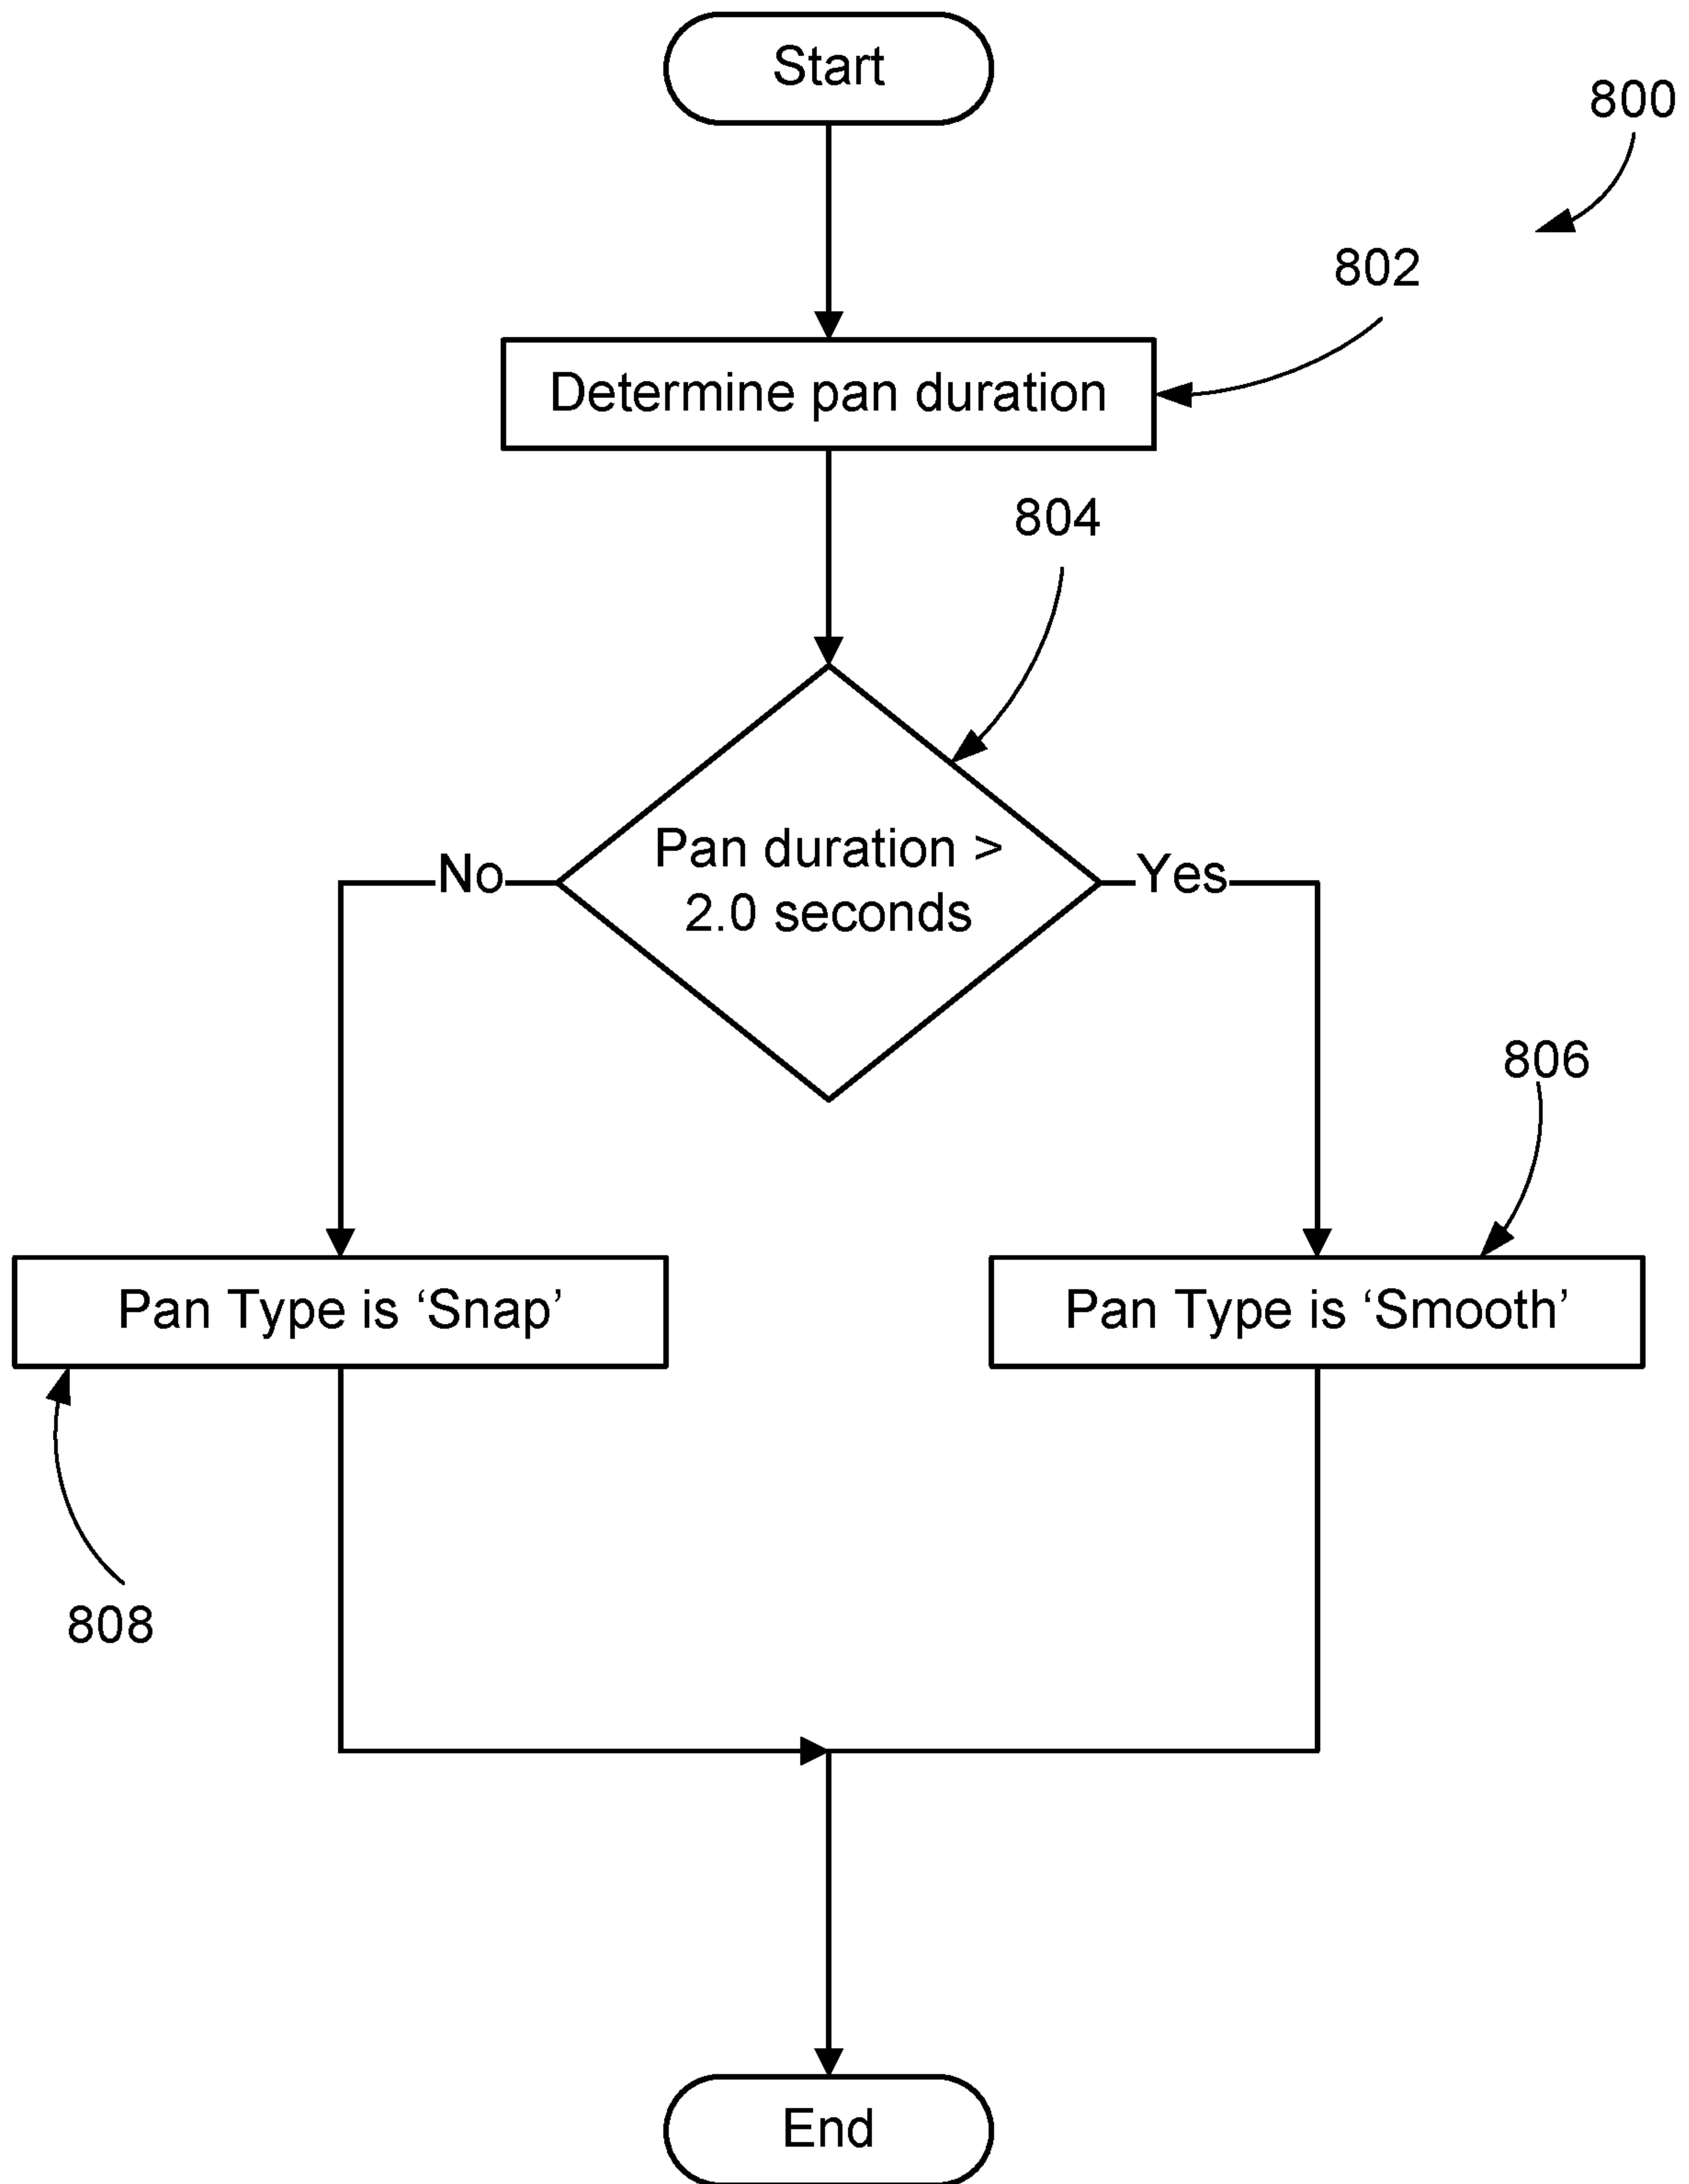 Start
800
802
Determine pan duration
804
Pan duration >
2.0 seconds
No
Yes
806
Pan Type is ‘Snap’
Pan Type is ‘Smooth’
808
End